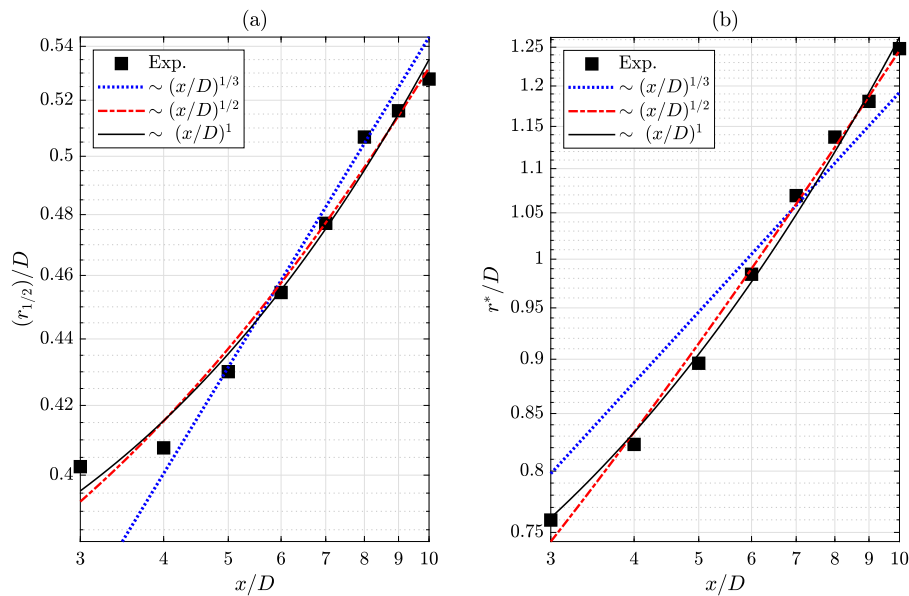 (a)
0.54
0.52
0.5
0.48
0.46
0.44
0.42
0.4
(r_{1/2})/D
Exp.
∼ (x/D)^{1/3}
∼ (x/D)^{1/2}
∼ (x/D)^1
3 4 5 6 7 8 9 10
x/D
(b)
1.25
1.2
1.15
1.1
1.05
1
0.95
0.9
0.85
0.8
0.75
r*/D
Exp.
∼ (x/D)^{1/3}
∼ (x/D)^{1/2}
∼ (x/D)^1
3 4 5 6 7 8 9 10
x/D